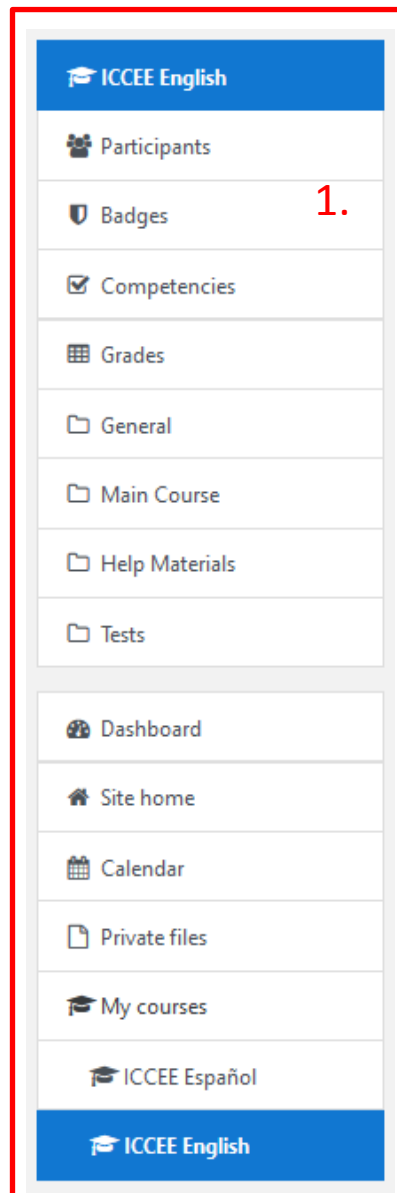 ICCEE English
Participants
1.
Badges
Competencies
Grades
General
Main Course
Help Materials
Tests
Dashboard
Site home
Calendar
Private files
My courses
ICCEE Español
ICCEE English